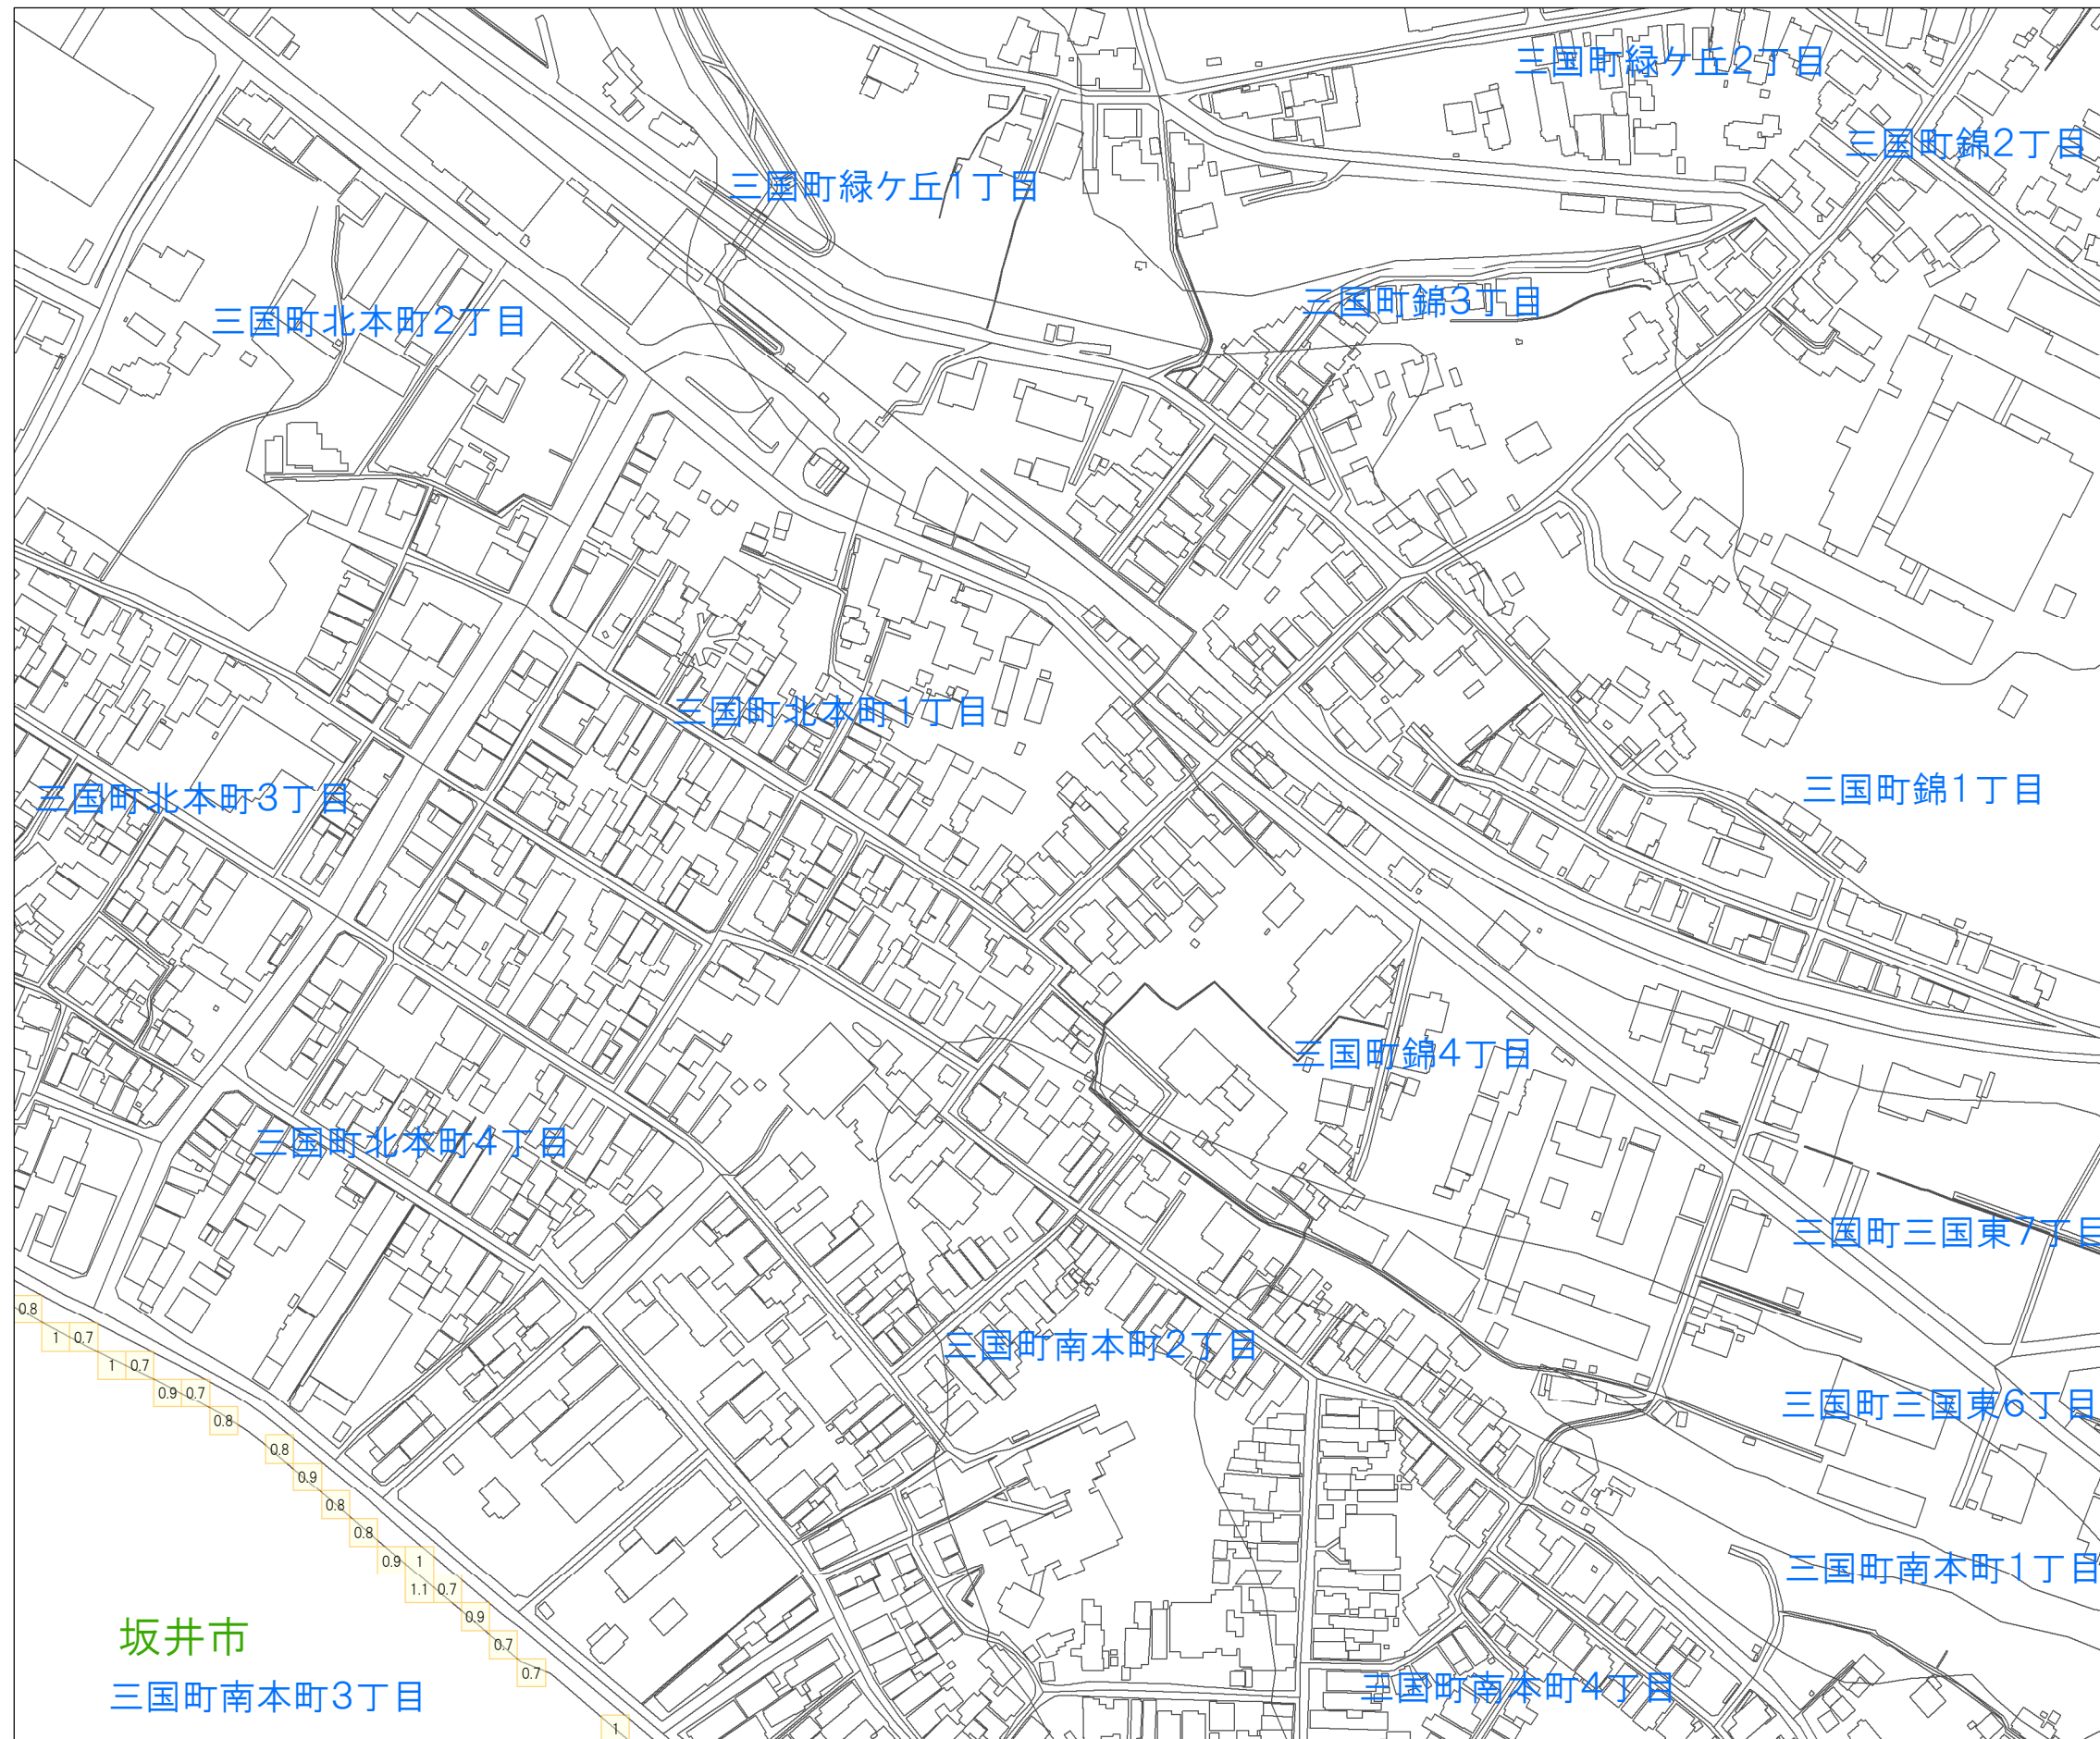 三国町緑ケ丘2丁目
三国町錦2丁目
三国町緑ケ丘1丁目
三国町錦3丁目
三国町北本町2丁目
三国町北本町1丁目
三国町錦1丁目
三国町北本町3丁目
三国町錦4丁目
三国町北本町4丁目
三国町三国東7丁目
0.8
1 0.7
三国町南本町2丁目
1 0.7
0.9 0.7
三国町三国東6丁目
0.8
0.8
0.9
0.8
0.8
0.9 1
三国町南本町1丁目
1.1 0.7
0.9
坂井市
0.7
0.7
三国町南本町4丁目
三国町南本町3丁目
1